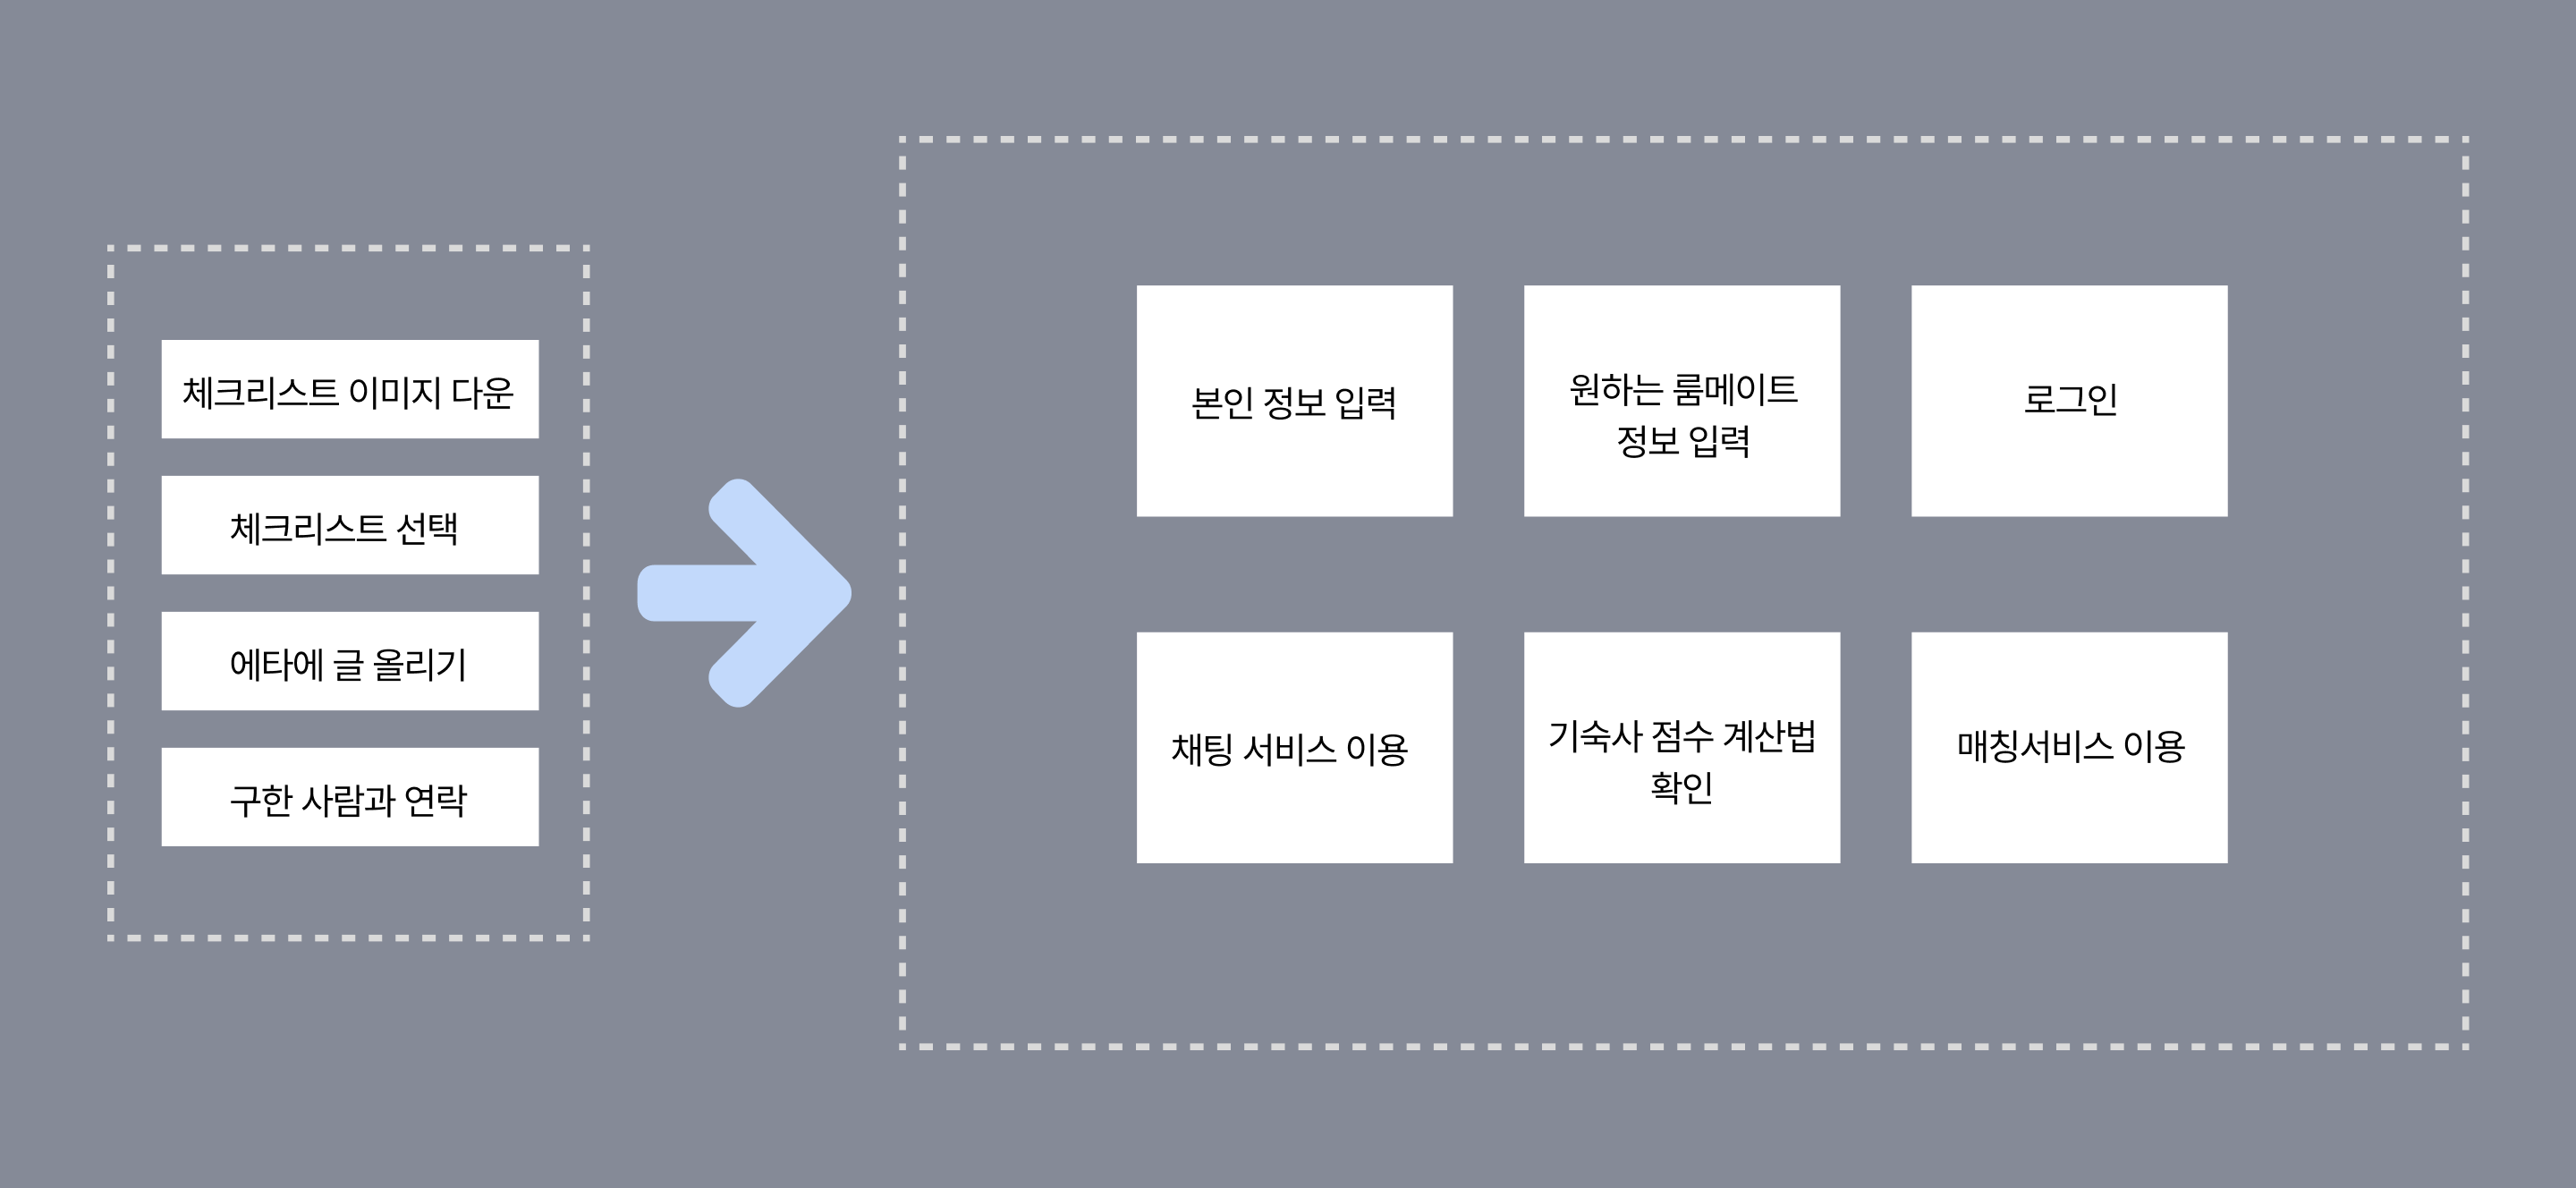 체크리스트 이미지 다운
체크리스트 선택
에타에 글 올리기
구한 사람과 연락
본인 정보 입력
원하는 룸메이트
정보 입력
로그인
채팅 서비스 이용
기숙사 점수 계산법
확인
매칭서비스 이용